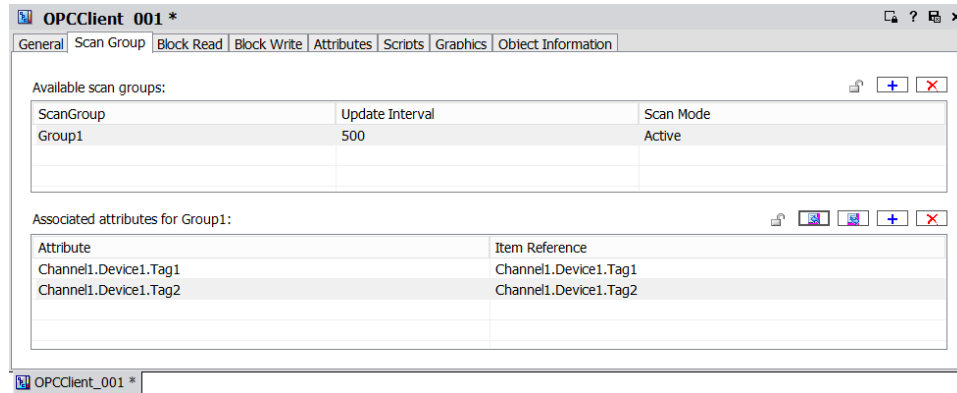 OPCClient 001 *
General Scan Group Block Read Block Write Attributes Scripts Graphics Object Information
Available scan groups:
ScanGroup Update Interval Scan Mode
Group1 500 Active
Associated attributes for Group1:
Attribute Item Reference
Channel1.Device1.Tag1 Channel1.Device1.Tag1
Channel1.Device1.Tag2 Channel1.Device1.Tag2
OPCClient_001 *